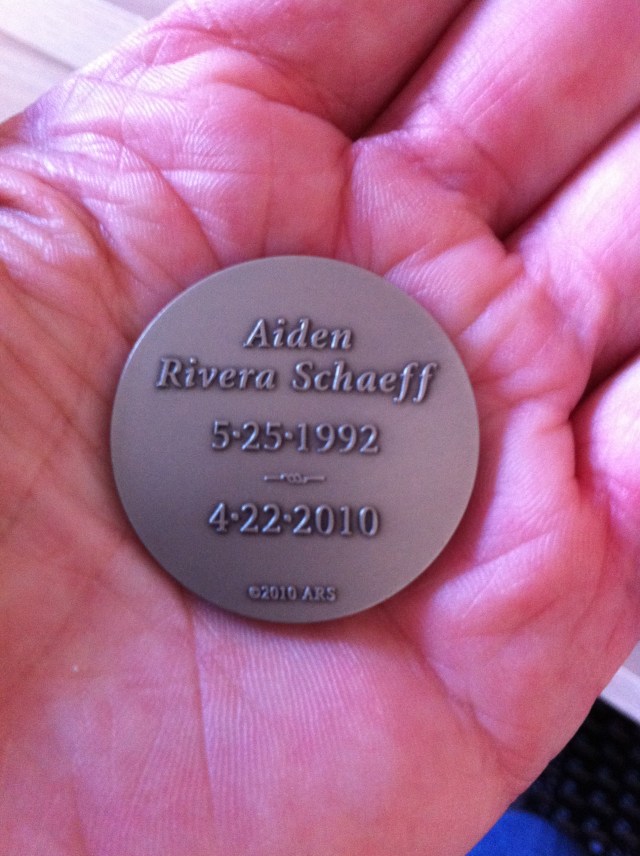 Aiden
Rivera Schaeff
5·25·1992
4·22·2010
©2010 ARS